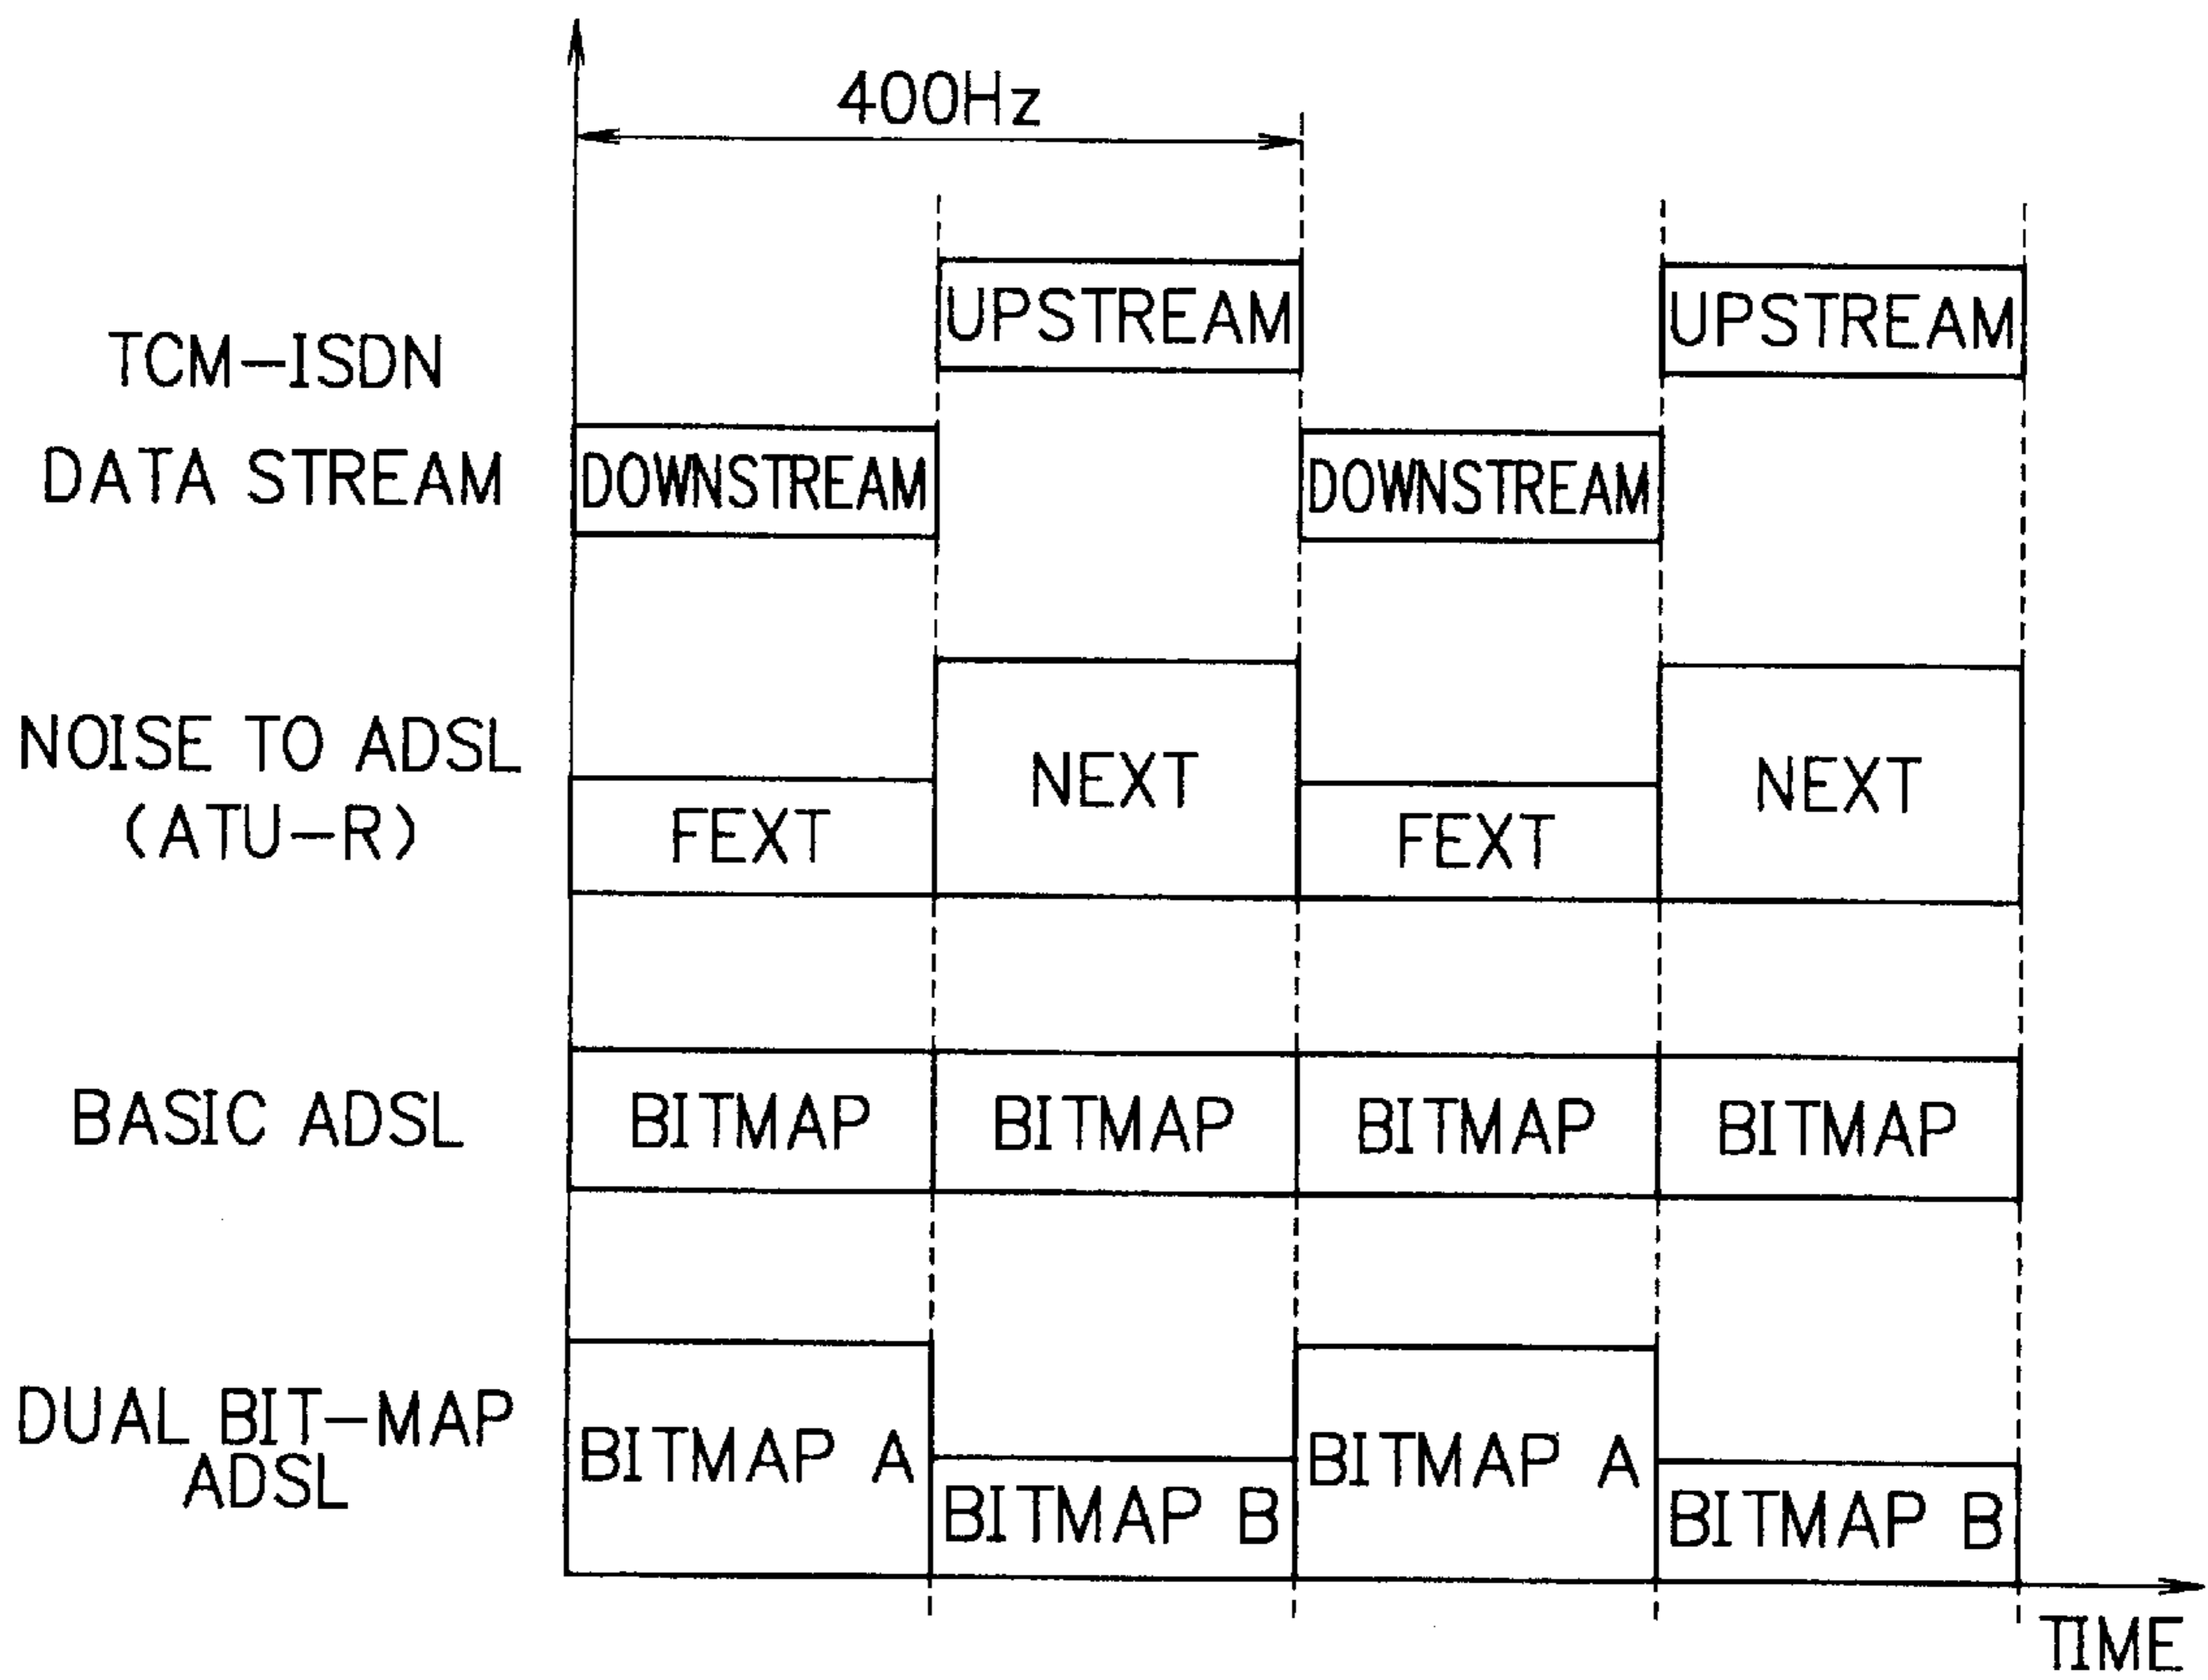 400Hz
UPSTREAM UPSTREAM
TCM-ISDN
DATA STREAM DOWNSTREAM DOWNSTREAM
NOISE TO ADSL NEXT NEXT
(ATU-R) FEXT FEXT
BASIC ADSL BITMAP BITMAP BITMAP BITMAP
DUAL BIT-MAP
ADSL BITMAP A BITMAP A
BITMAP B BITMAP B
TIME